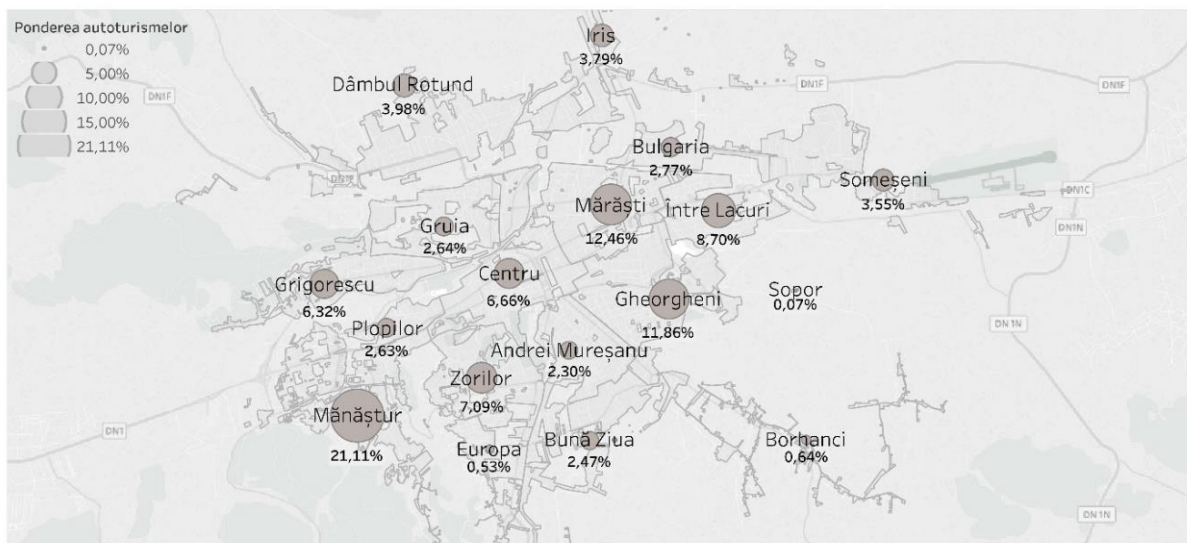 Ponderea autoturismelor
0,07%
5,00%
10,00%
15,00%
21,11%
Iris
3,79%
Dâmbul Rotund
3,98%
DN1F
DN1F
DN1F
Bulgaria
2,77%
Someșeni
3,55%
DN1C
DN1N
Mărăști
12,46%
Între Lacuri
8,70%
Gruia
2,64%
Centru
6,66%
Grigorescu
6,32%
Gheorgheni
11,86%
Sopor
0,07%
Plopilor
2,63%
DN 1N
Andrei Mureșanu
2,30%
Zorilor
7,09%
Mănăștur
21,11%
DN1
Europa
0,53%
Bună Ziua
2,47%
Borhanci
0,64%
DN 1N